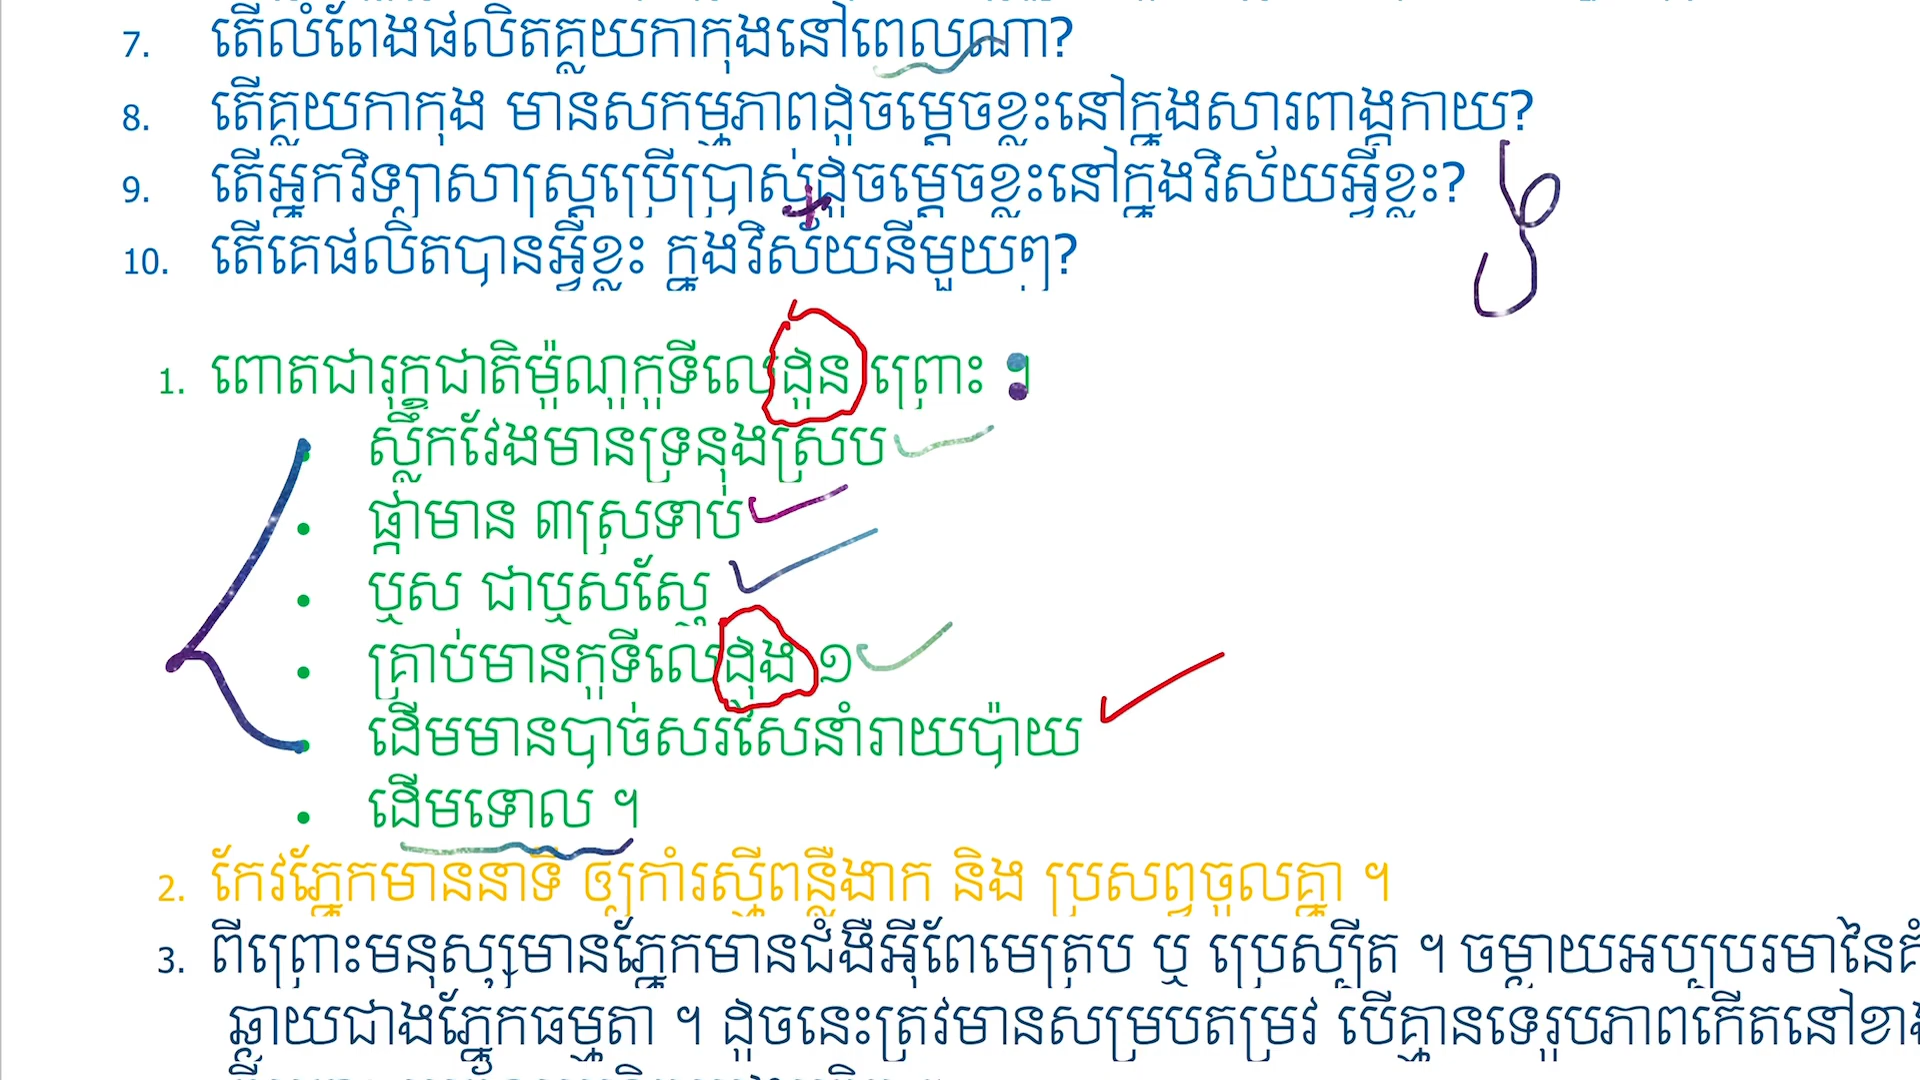 7. តើលំពែងផលិតគ្លុយកាកុងនៅពេលណា?
8. តើគ្លុយកាកុង មានសកម្មភាពដូចម្ដេចខ្លះនៅក្នុងសារពាង្គកាយ?
9. តើអ្នកវិទ្យាសាស្ត្រប្រើប្រាស់ដូចម្ដេចខ្លះនៅក្នុងវិស័យអ្វីខ្លះ?
10. តើគេផលិតបានអ្វីខ្លះ ក្នុងវិស័យនីមួយៗ?
1. ពោតជារុក្ខជាតិម៉ូណូកូទីលេដូន ព្រោះ ៖
• ស្លឹកវែងមានទ្រនុងស្រប
• ផ្កាមាន ៣ស្រទាប់
• ឬស ជាឬសស្មៃ
• គ្រាប់មានកូទីលេដុង ១
• ដើមមានបាច់សរសៃនាំរាយប៉ាយ
• ដើមទោល ។
2. កែវភ្នែកមាននាទី ឲ្យកាំរស្មីពន្លឺងាក និង ប្រសព្វចូលគ្នា ។
3. ពីព្រោះមនុស្សមានភ្នែកមានជំងឺអ៊ីពែមេត្រូប ឬ ប្រេស្ប៊ីត ។ ចម្ងាយអប្បបរមានៃគំ
ឆ្ងាយជាងភ្នែកធម្មតា ។ ដូចនេះត្រូវមានសម្របតម្រូវ បើគ្មានទេរូបភាពកើតនៅខាង